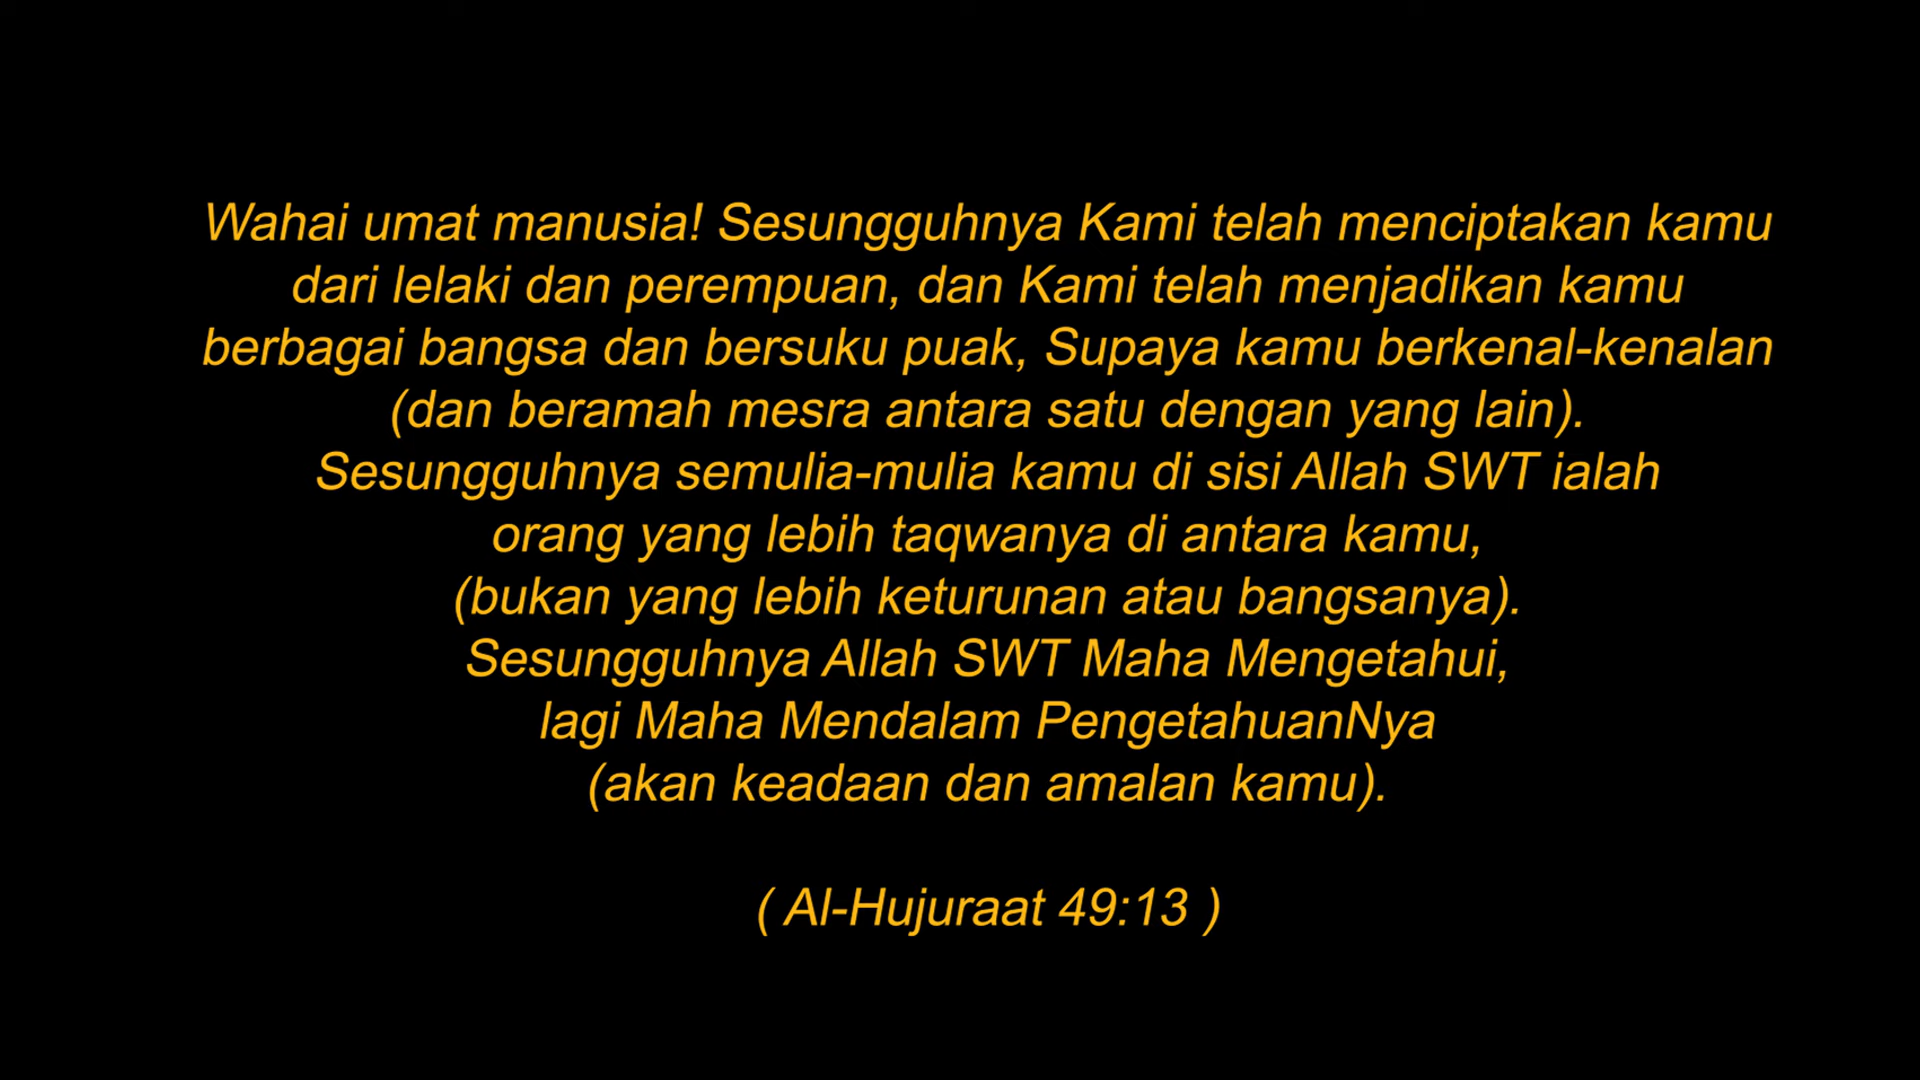 Wahai umat manusia! Sesungguhnya Kami telah menciptakan kamu
dari lelaki dan perempuan, dan Kami telah menjadikan kamu
berbagai bangsa dan bersuku puak, Supaya kamu berkenal-kenalan
(dan beramah mesra antara satu dengan yang lain).
Sesungguhnya semulia-mulia kamu di sisi Allah SWT ialah
orang yang lebih taqwanya di antara kamu,
(bukan yang lebih keturunan atau bangsanya).
Sesungguhnya Allah SWT Maha Mengetahui,
lagi Maha Mendalam PengetahuanNya
(akan keadaan dan amalan kamu).
( Al-Hujuraat 49:13 )